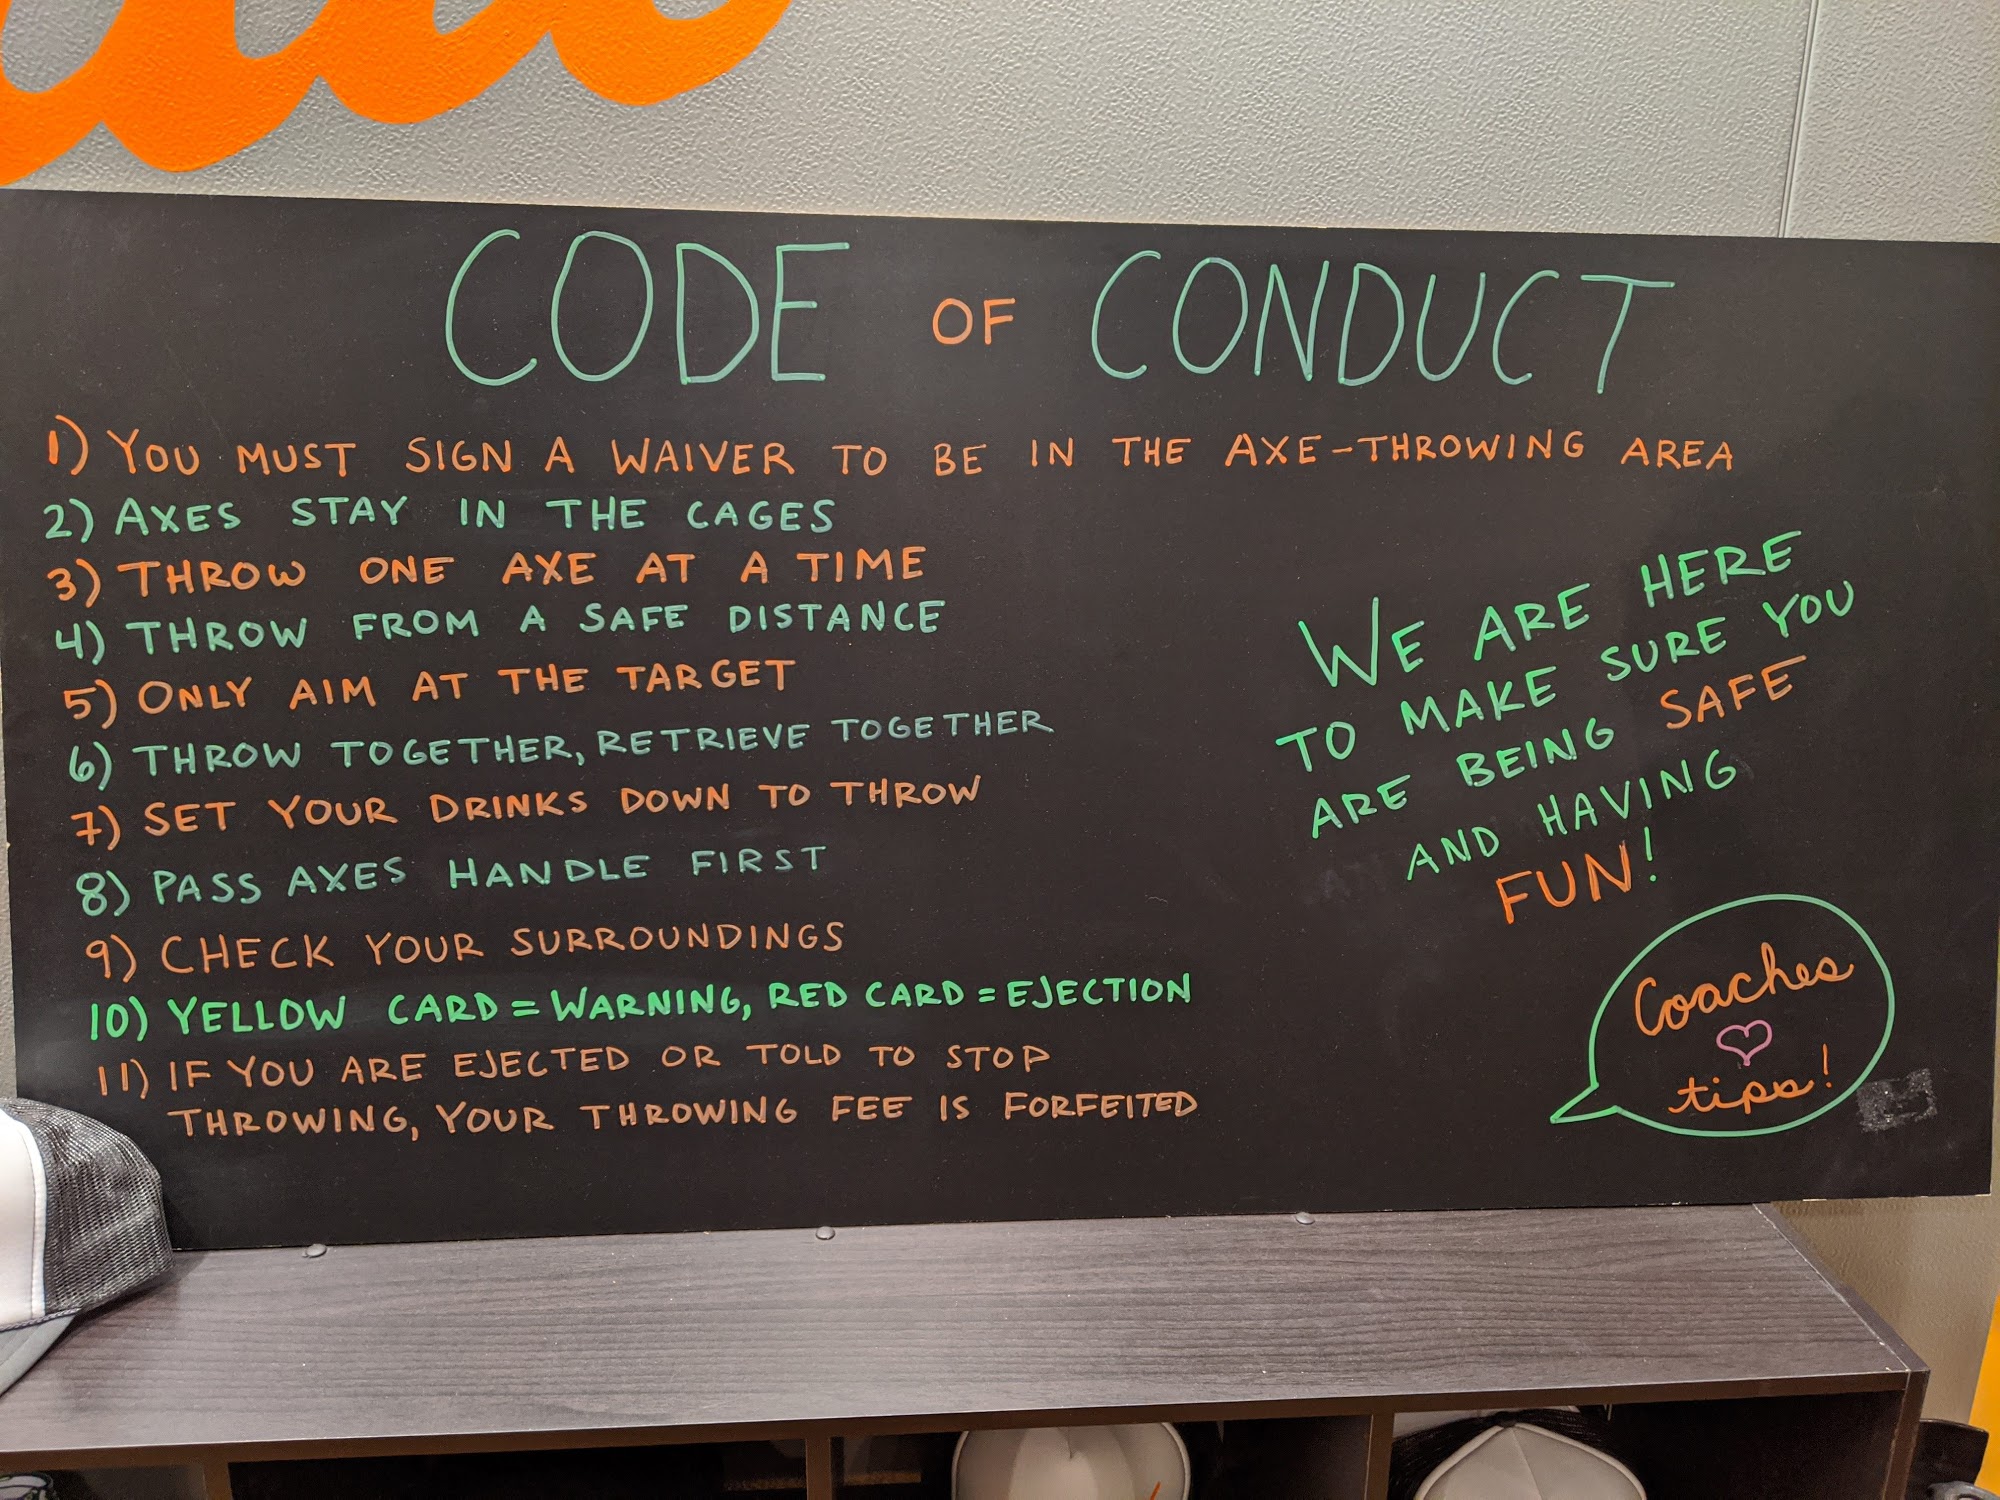 CODE OF CONDUCT
1) YOU MUST SIGN A WAIVER TO BE IN THE AXE-THROWING AREA
2) AXES STAY IN THE CAGES
3) THROW ONE AXE AT A TIME
4) THROW FROM A SAFE DISTANCE
5) ONLY AIM AT THE TARGET
6) THROW TOGETHER, RETRIEVE TOGETHER
7) SET YOUR DRINKS DOWN TO THROW
8) PASS AXES HANDLE FIRST
9) CHECK YOUR SURROUNDINGS
10) YELLOW CARD = WARNING, RED CARD = EJECTION
11) IF YOU ARE EJECTED OR TOLD TO STOP
THROWING, YOUR THROWING FEE IS FORFEITED
WE ARE HERE
TO MAKE SURE YOU
ARE BEING SAFE
AND HAVING
FUN!
Coaches
♡
tips!